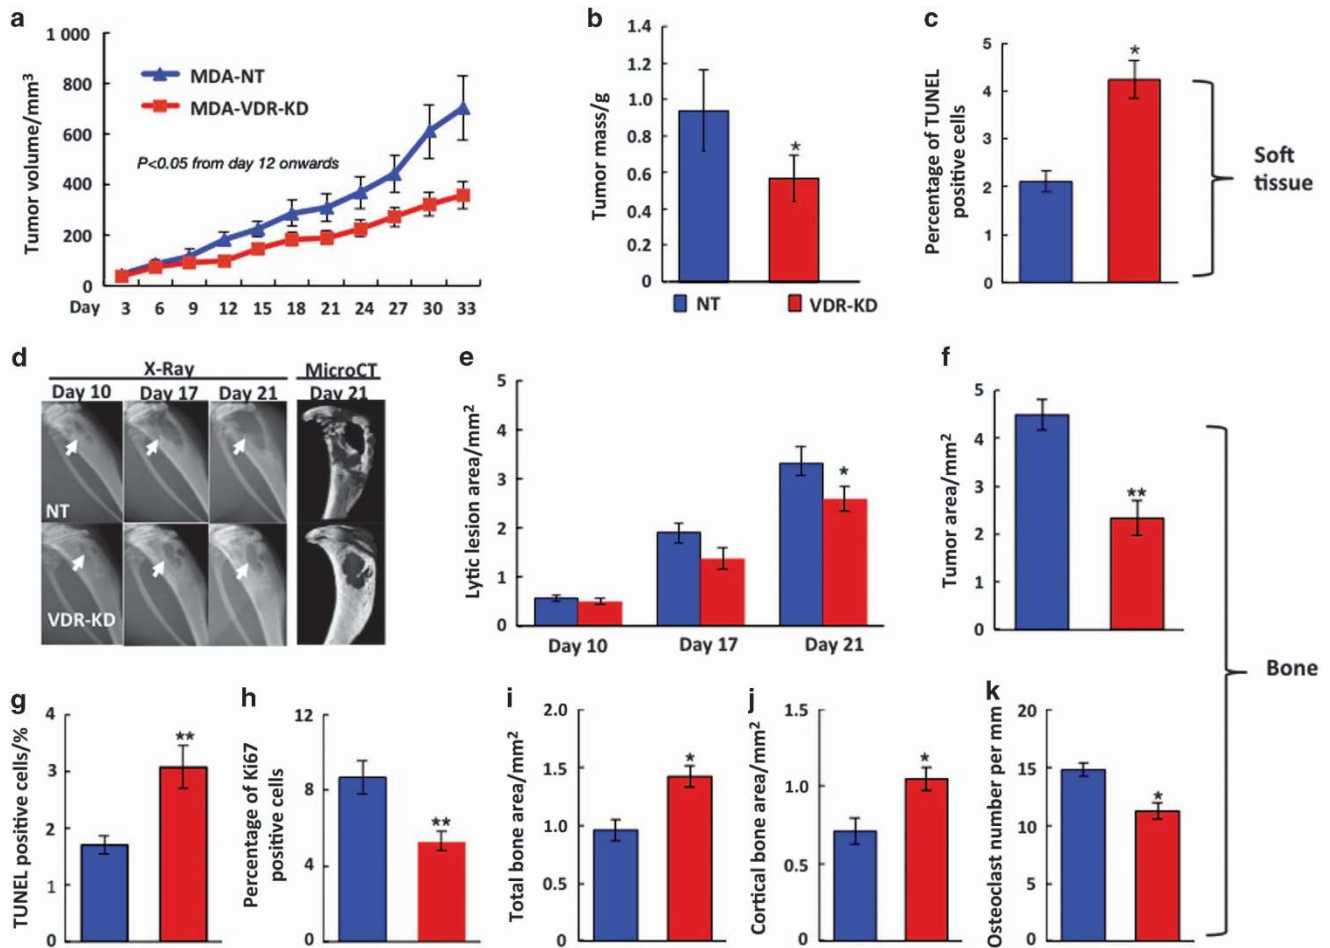 a
Tumor volume/mm³
1 000
800
600
400
200
0
MDA-NT
MDA-VDR-KD
P<0.05 from day 12 onwards
Day 3 6 9 12 15 18 21 24 27 30 33
b
Tumor mass/g
1.4
1.2
1.0
0.8
0.6
0.4
0.2
0
*
NT
VDR-KD
c
Percentage of TUNEL
positive cells
5
4
3
2
1
0
*
Soft
tissue
d
X-Ray
MicroCT
Day 10 Day 17 Day 21 Day 21
NT
VDR-KD
e
Lytic lesion area/mm²
5
4
3
2
1
0
*
Day 10 Day 17 Day 21
f
Tumor area/mm²
5
4
3
2
1
0
**
Bone
g
TUNEL positive cells/%
4
3
2
1
0
**
h
Percentage of Ki67
positive cells
12
8
4
0
**
i
Total bone area/mm²
2.0
1.5
1.0
0.5
0
*
j
Cortical bone area/mm²
1.5
1.0
0.5
0
*
k
Osteoclast number per mm
20
15
10
5
0
*